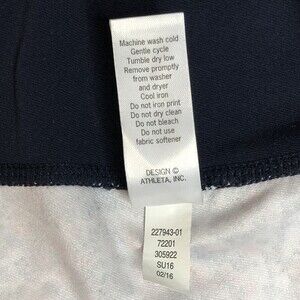 Machine wash cold
Gentle cycle
Tumble dry low
Remove promptly
from washer
and dryer
Cool iron
Do not iron print
Do not dry clean
Do not bleach
Do not use
fabric softener
DESIGN ©
ATHLETA, INC.
227943-01
72201
305922
SU16
02/16